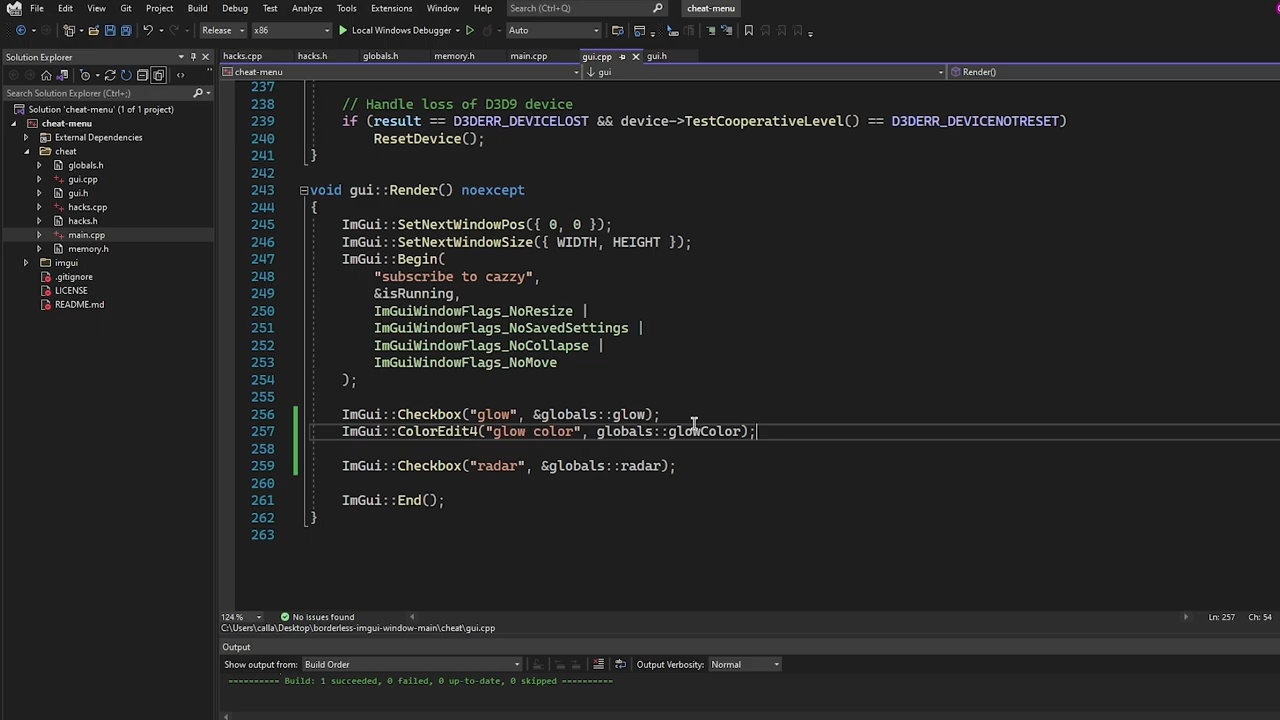 File Edit View Git Project Build Debug Test Analyze Tools Extensions Window Help Search (Ctrl+Q) cheat-menu
Release x86 Local Windows Debugger Auto
Solution Explorer
hacks.cpp hacks.h globals.h memory.h main.cpp gui.cpp gui.h
cheat-menu gui Render()
Search Solution Explorer (Ctrl+;)
Solution 'cheat-menu' (1 of 1 project)
cheat-menu
External Dependencies
cheat
globals.h
gui.cpp
gui.h
hacks.cpp
hacks.h
main.cpp
memory.h
imgui
.gitignore
LICENSE
README.md
237
238 // Handle loss of D3D9 device
239 if (result == D3DERR_DEVICELOST && device->TestCooperativeLevel() == D3DERR_DEVICENOTRESET)
240 ResetDevice();
241 }
242
243 void gui::Render() noexcept
244 {
245 ImGui::SetNextWindowPos({ 0, 0 });
246 ImGui::SetNextWindowSize({ WIDTH, HEIGHT });
247 ImGui::Begin(
248 "subscribe to cazzy",
249 &isRunning,
250 ImGuiWindowFlags_NoResize |
251 ImGuiWindowFlags_NoSavedSettings |
252 ImGuiWindowFlags_NoCollapse |
253 ImGuiWindowFlags_NoMove
254 );
255
256 ImGui::Checkbox("glow", &globals::glow);
257 ImGui::ColorEdit4("glow color", globals::glowColor);
258
259 ImGui::Checkbox("radar", &globals::radar);
260
261 ImGui::End();
262 }
263
124 % No issues found Ln: 257 Ch: 54
C:\Users\calla\Desktop\borderless-imgui-window-main\cheat\gui.cpp
Output
Show output from: Build Order Output Verbosity: Normal
========== Build: 1 succeeded, 0 failed, 0 up-to-date, 0 skipped ==========